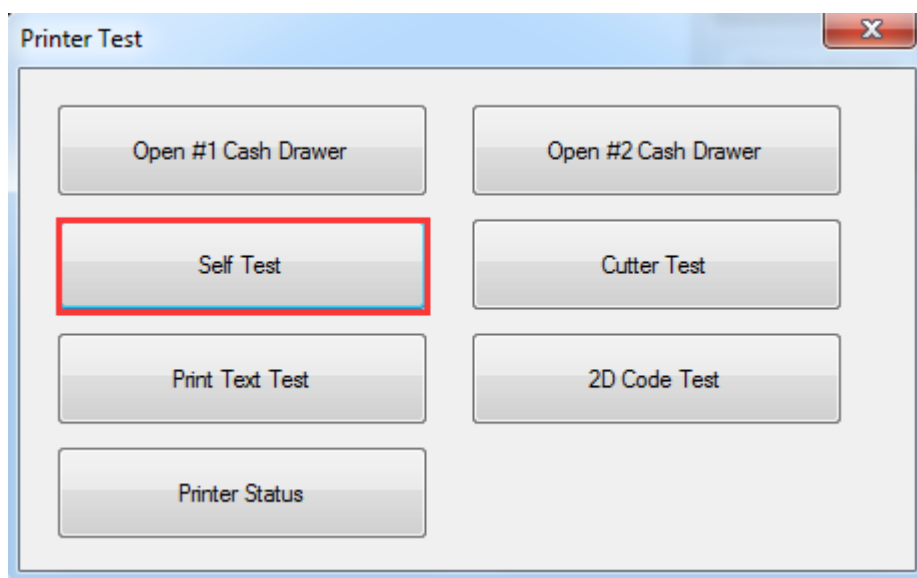 Printer Test
Open #1 Cash Drawer
Open #2 Cash Drawer
Self Test
Cutter Test
Print Text Test
2D Code Test
Printer Status